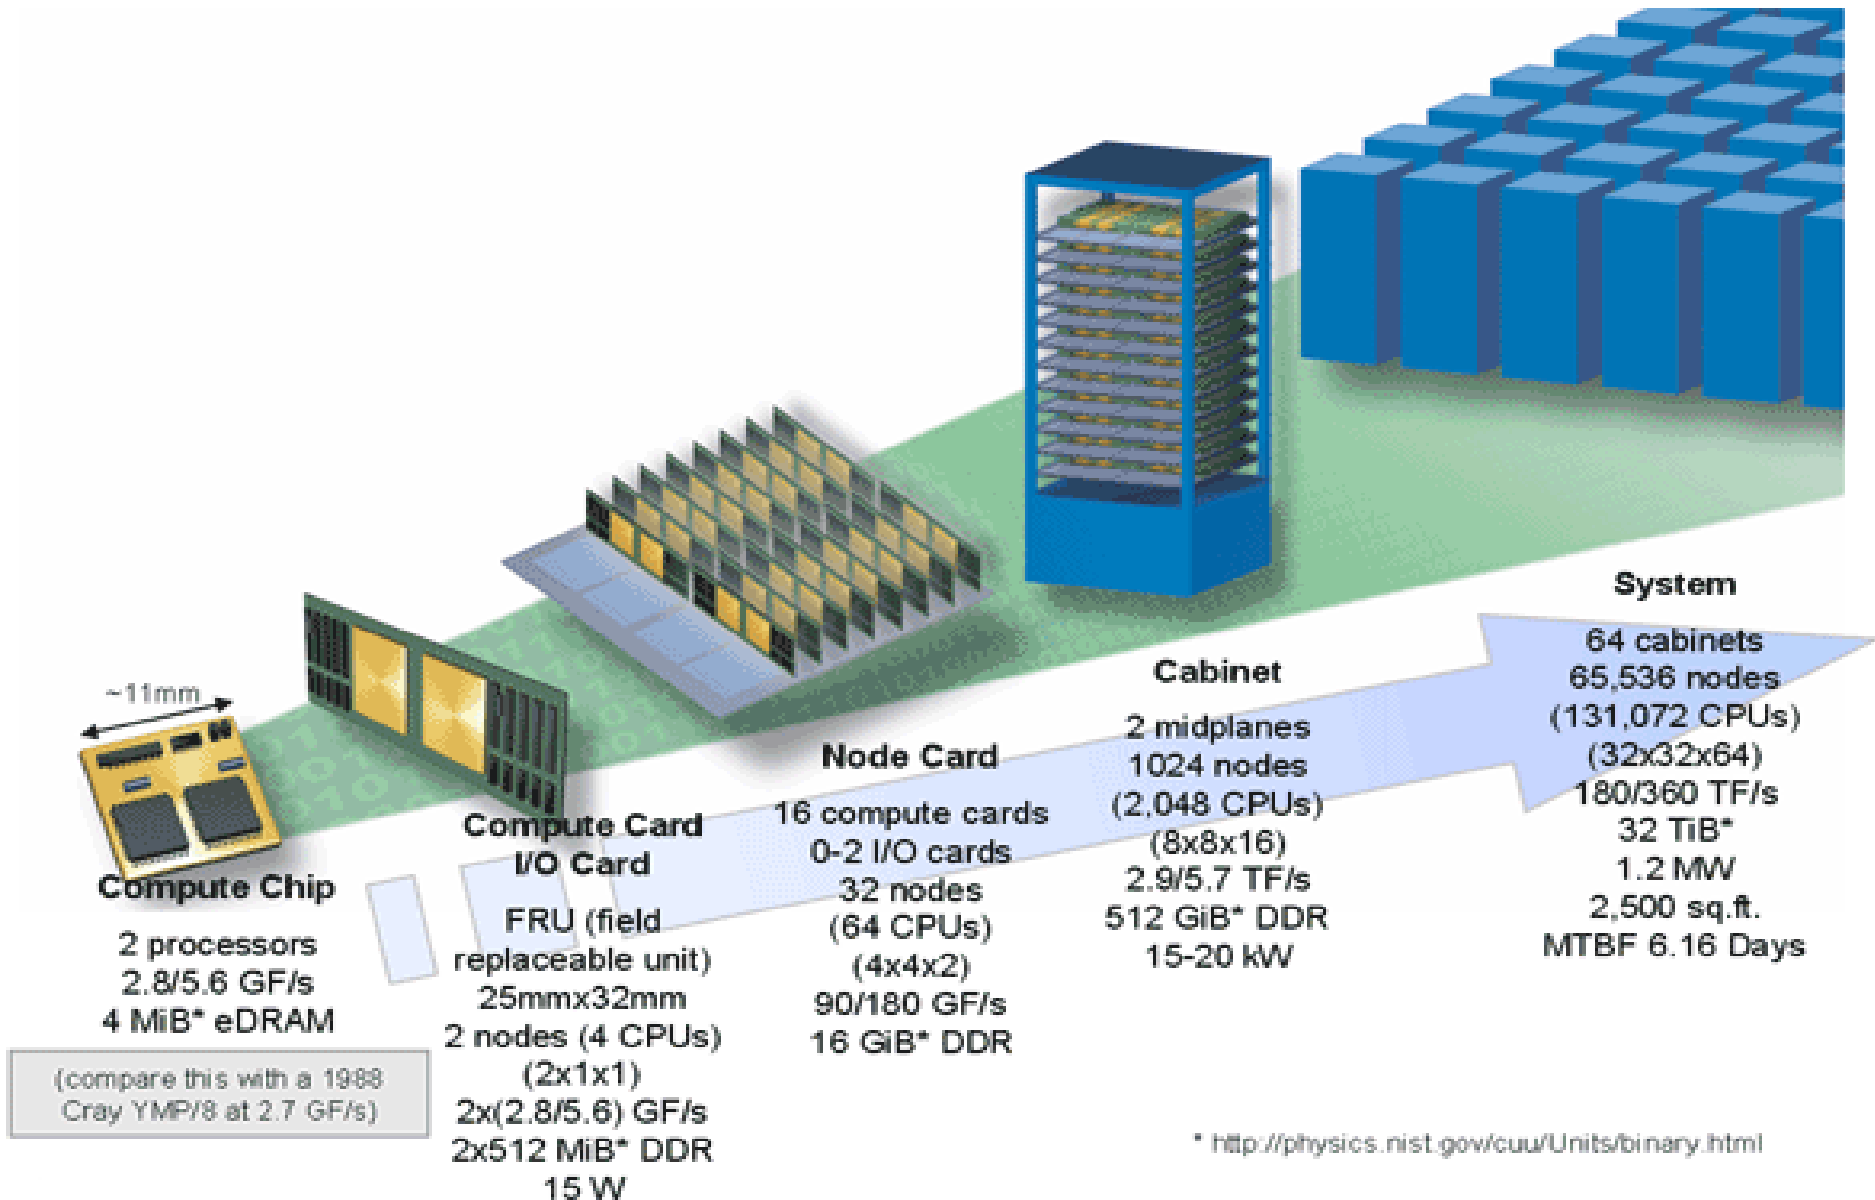 ~11mm
Compute Chip
2 processors
2.8/5.6 GF/s
4 MiB* eDRAM
(compare this with a 1988
Cray YMP/8 at 2.7 GF/s)
Compute Card
I/O Card
FRU (field
replaceable unit)
25mmx32mm
2 nodes (4 CPUs)
(2x1x1)
2x(2.8/5.6) GF/s
2x512 MiB* DDR
15 W
Node Card
16 compute cards
0-2 I/O cards
32 nodes
(64 CPUs)
(4x4x2)
90/180 GF/s
16 GiB* DDR
Cabinet
2 midplanes
1024 nodes
(2,048 CPUs)
(8x8x16)
2.9/5.7 TF/s
512 GiB* DDR
15-20 kW
System
64 cabinets
65,536 nodes
(131,072 CPUs)
(32x32x64)
180/360 TF/s
32 TiB*
1.2 MW
2,500 sq.ft.
MTBF 6.16 Days
* http://physics.nist.gov/cuu/Units/binary.html